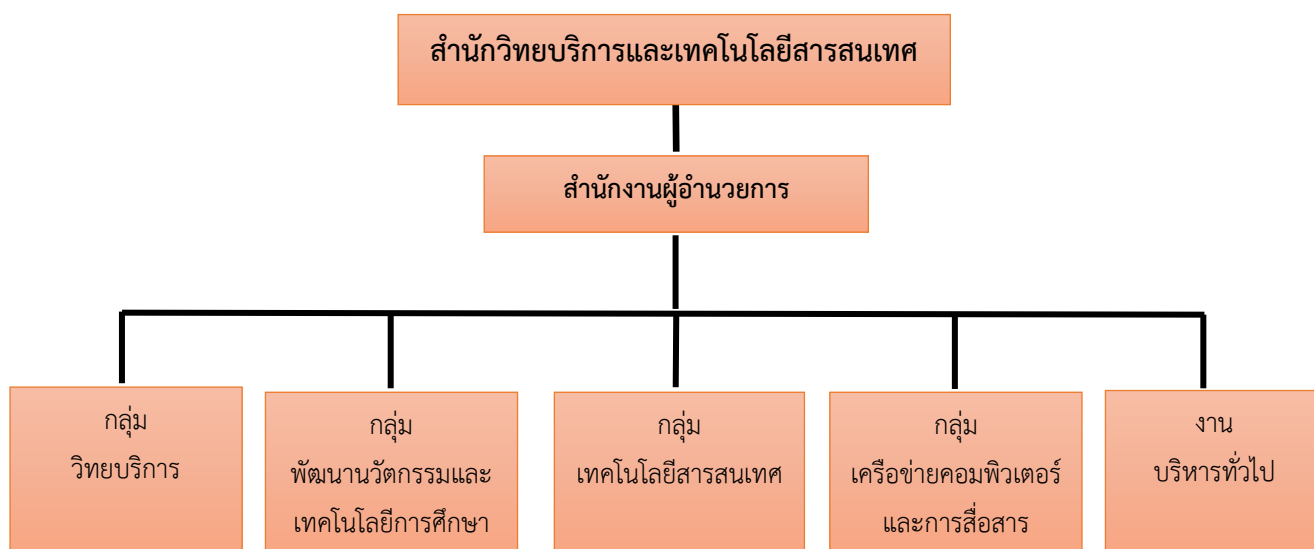 สำนักวิทยบริการและเทคโนโลยีสารสนเทศ
สำนักงานผู้อำนวยการ
กลุ่ม
วิทยบริการ
กลุ่ม
พัฒนานวัตกรรมและ
เทคโนโลยีการศึกษา
กลุ่ม
เทคโนโลยีสารสนเทศ
กลุ่ม
เครือข่ายคอมพิวเตอร์
และการสื่อสาร
งาน
บริหารทั่วไป